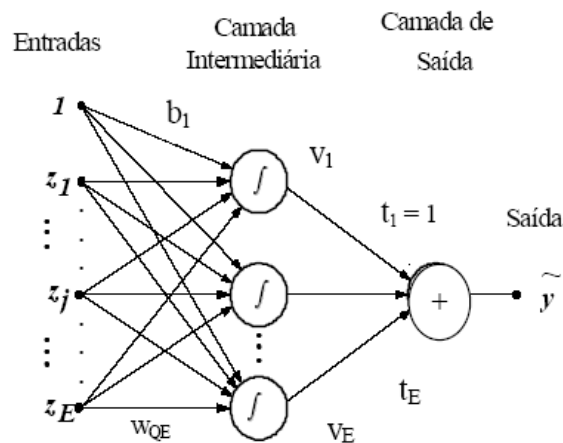 Entradas
Camada
Intermediária
Camada de
Saída
1
b1
z1
v1
t1 = 1
Saída
∫
zj
∫
+
ỹ
zE
wQE
∫
vE
tE